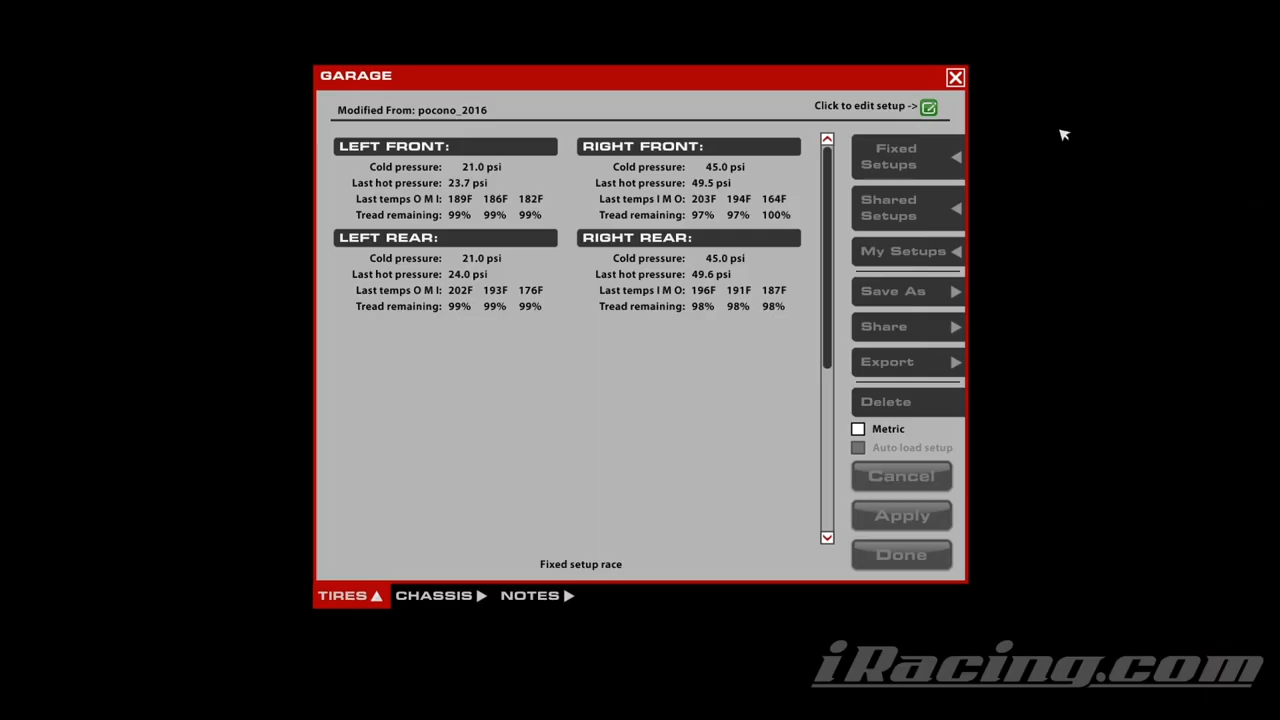 GARAGE
Modified From: pocono_2016
Click to edit setup ->
LEFT FRONT:
Cold pressure: 21.0 psi
Last hot pressure: 23.7 psi
Last temps O M I: 189F 186F 182F
Tread remaining: 99% 99% 99%
RIGHT FRONT:
Cold pressure: 45.0 psi
Last hot pressure: 49.5 psi
Last temps I M O: 203F 194F 164F
Tread remaining: 97% 97% 100%
LEFT REAR:
Cold pressure: 21.0 psi
Last hot pressure: 24.0 psi
Last temps O M I: 202F 193F 176F
Tread remaining: 99% 99% 99%
RIGHT REAR:
Cold pressure: 45.0 psi
Last hot pressure: 49.6 psi
Last temps I M O: 196F 191F 187F
Tread remaining: 98% 98% 98%
Fixed setup race
Fixed
Setups
Shared
Setups
My Setups
Save As
Share
Export
Delete
Metric
Auto load setup
Cancel
Apply
Done
TIRES CHASSIS NOTES
iRacing.com